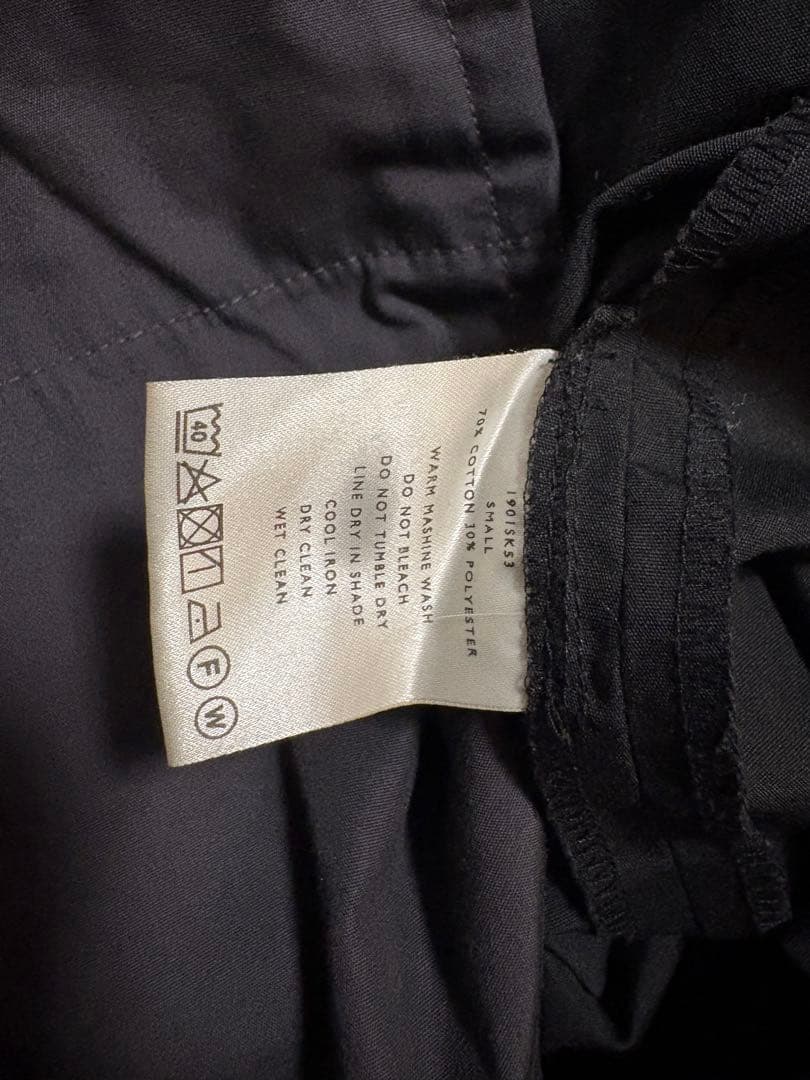 1901SK53
SMALL
70% COTTON 30% POLYESTER
WARM MASHINE WASH
DO NOT BLEACH
DO NOT TUMBLE DRY
LINE DRY IN SHADE
COOL IRON
DRY CLEAN
WET CLEAN
40 F W